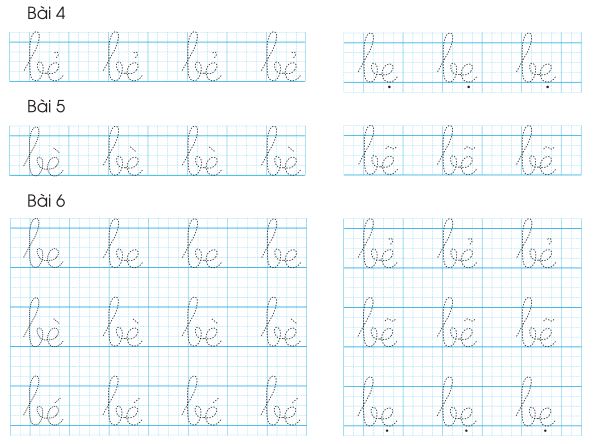 Bài 4
bẻ bẻ bẻ bẻ bẹ bẹ bẹ
Bài 5
bè bè bè bè bẽ bẽ bẽ
Bài 6
be be be be bẻ bẻ bẻ
bè bè bè bè bẽ bẽ bẽ
bé bé bé bé bẹ bẹ bẹ